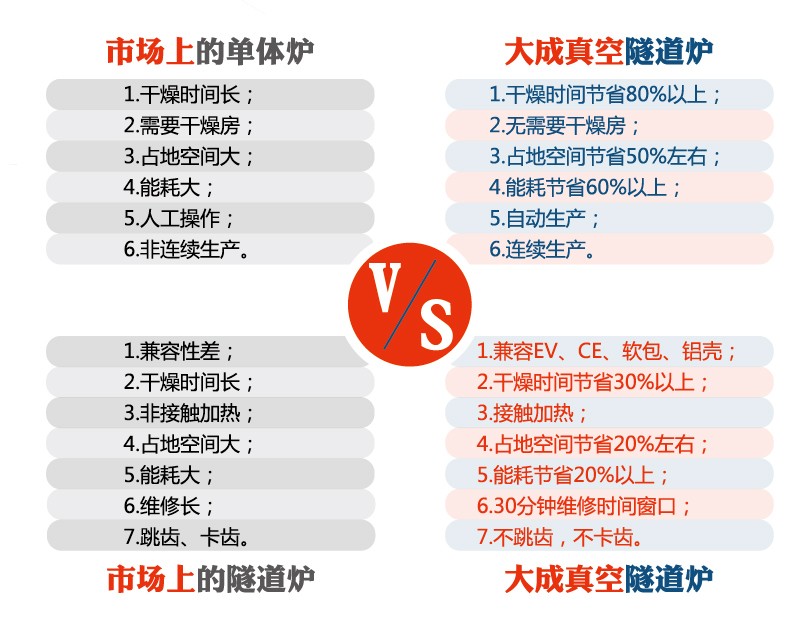 市场上的单体炉
1.干燥时间长；
2.需要干燥房；
3.占地空间大；
4.能耗大；
5.人工操作；
6.非连续生产。
大成真空隧道炉
1.干燥时间节省80%以上；
2.无需要干燥房；
3.占地空间节省50%左右；
4.能耗节省60%以上；
5.自动生产；
6.连续生产。
VS
1.兼容性差；
2.干燥时间长；
3.非接触加热；
4.占地空间大；
5.能耗大；
6.维修长；
7.跳齿、卡齿。
市场上的隧道炉
1.兼容EV、CE、软包、铝壳；
2.干燥时间节省30%以上；
3.接触加热；
4.占地空间节省20%左右；
5.能耗节省20%以上；
6.30分钟维修时间窗口；
7.不跳齿，不卡齿。
大成真空隧道炉